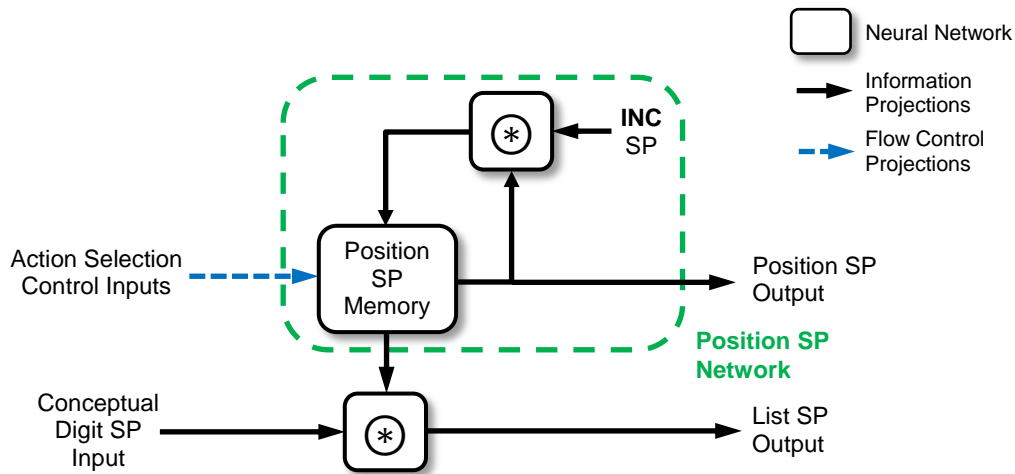 Neural Network
Information
Projections
Flow Control
Projections
INC
SP
⊛
Position
SP
Memory
Action Selection
Control Inputs
Position SP
Output
Position SP
Network
Conceptual
Digit SP
Input
⊛
List SP
Output